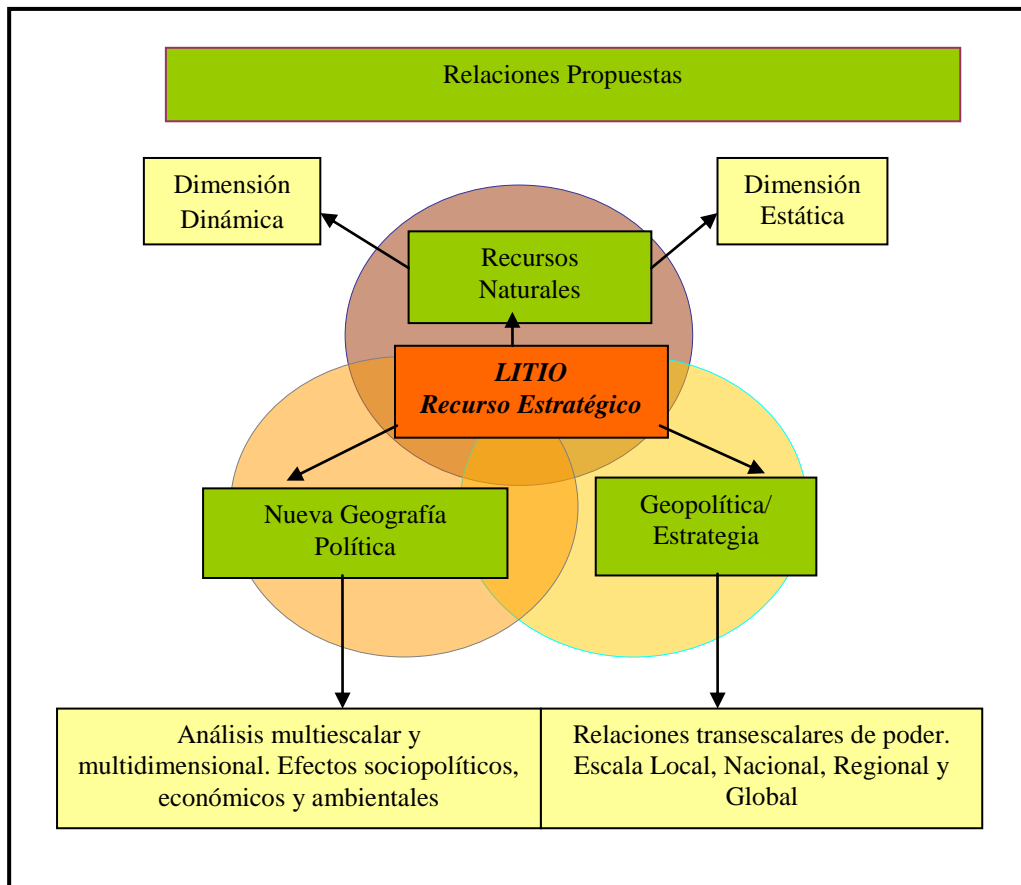 Relaciones Propuestas
Dimensión
Dinámica
Dimensión
Estática
Recursos
Naturales
LITIO
Recurso Estratégico
Nueva Geografía
Política
Geopolítica/
Estrategia
Análisis multiescalar y
multidimensional. Efectos sociopolíticos,
económicos y ambientales
Relaciones transescalares de poder.
Escala Local, Nacional, Regional y
Global